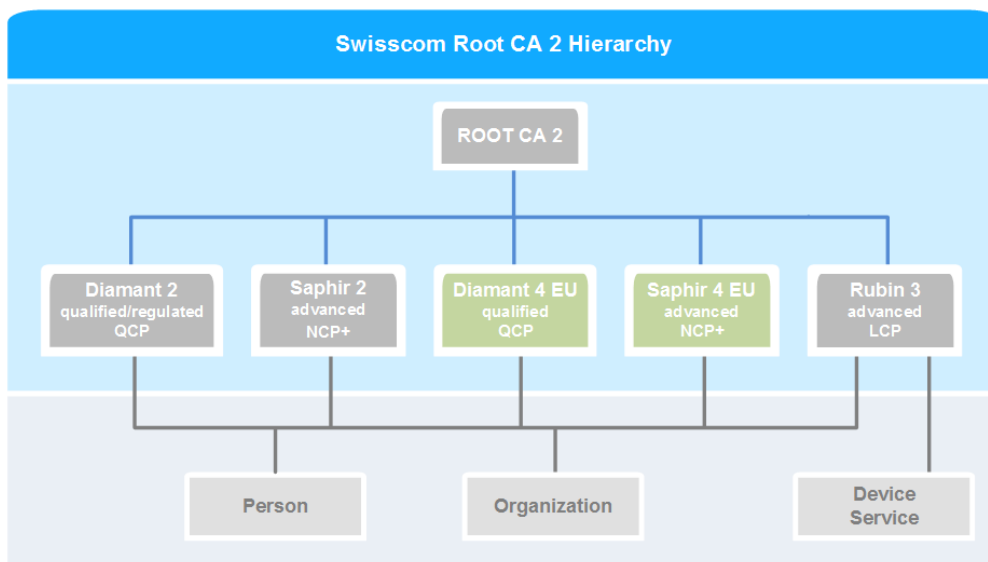 Swisscom Root CA 2 Hierarchy
ROOT CA 2
Diamant 2
qualified/regulated
QCP
Saphir 2
advanced
NCP+
Diamant 4 EU
qualified
QCP
Saphir 4 EU
advanced
NCP+
Rubin 3
advanced
LCP
Person
Organization
Device
Service